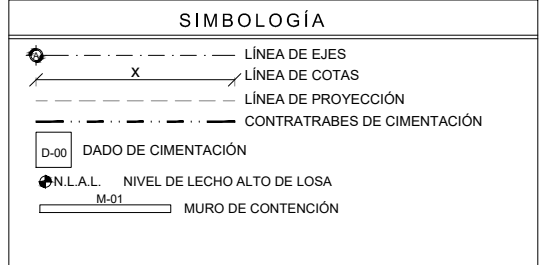 SIMBOLOGÍA
A LÍNEA DE EJES
X LÍNEA DE COTAS
LÍNEA DE PROYECCIÓN
CONTRATRABES DE CIMENTACIÓN
D-00 DADO DE CIMENTACIÓN
N.L.A.L. NIVEL DE LECHO ALTO DE LOSA
M-01 MURO DE CONTENCIÓN